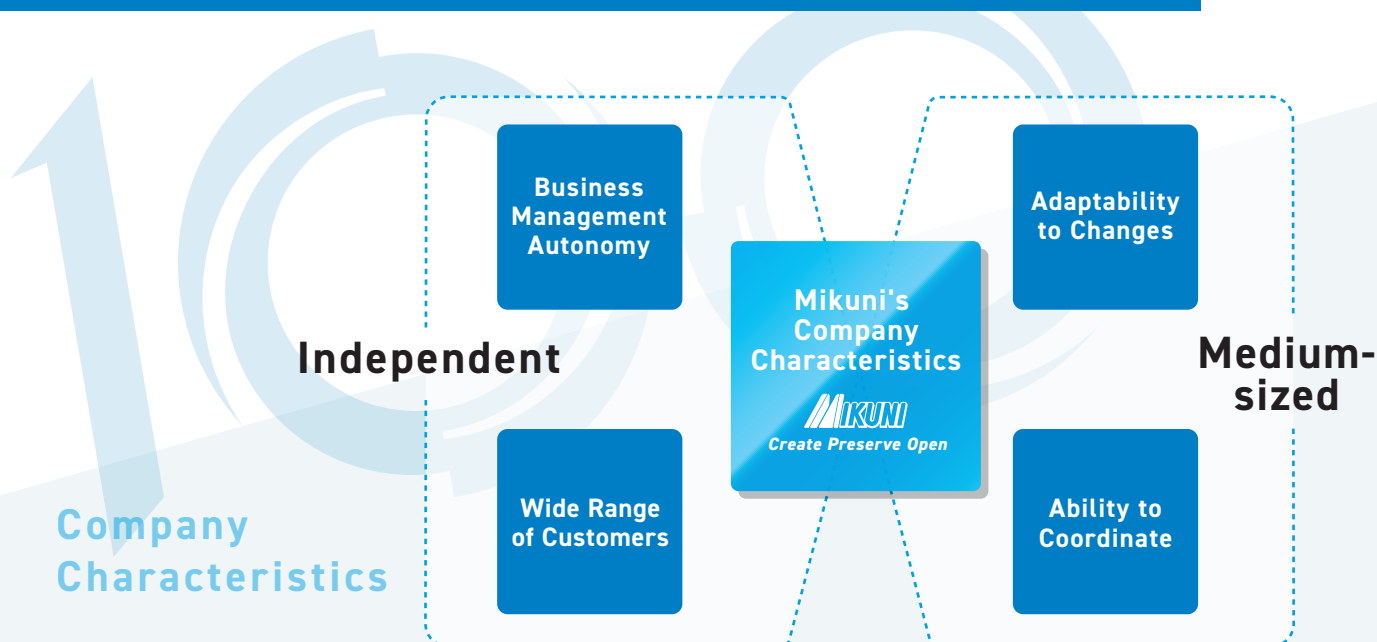 100
Business
Management
Autonomy
Adaptability
to Changes
Mikuni's
Company
Characteristics
MIKUNI
Create Preserve Open
Independent
Medium-
sized
Wide Range
of Customers
Ability to
Coordinate
Company
Characteristics